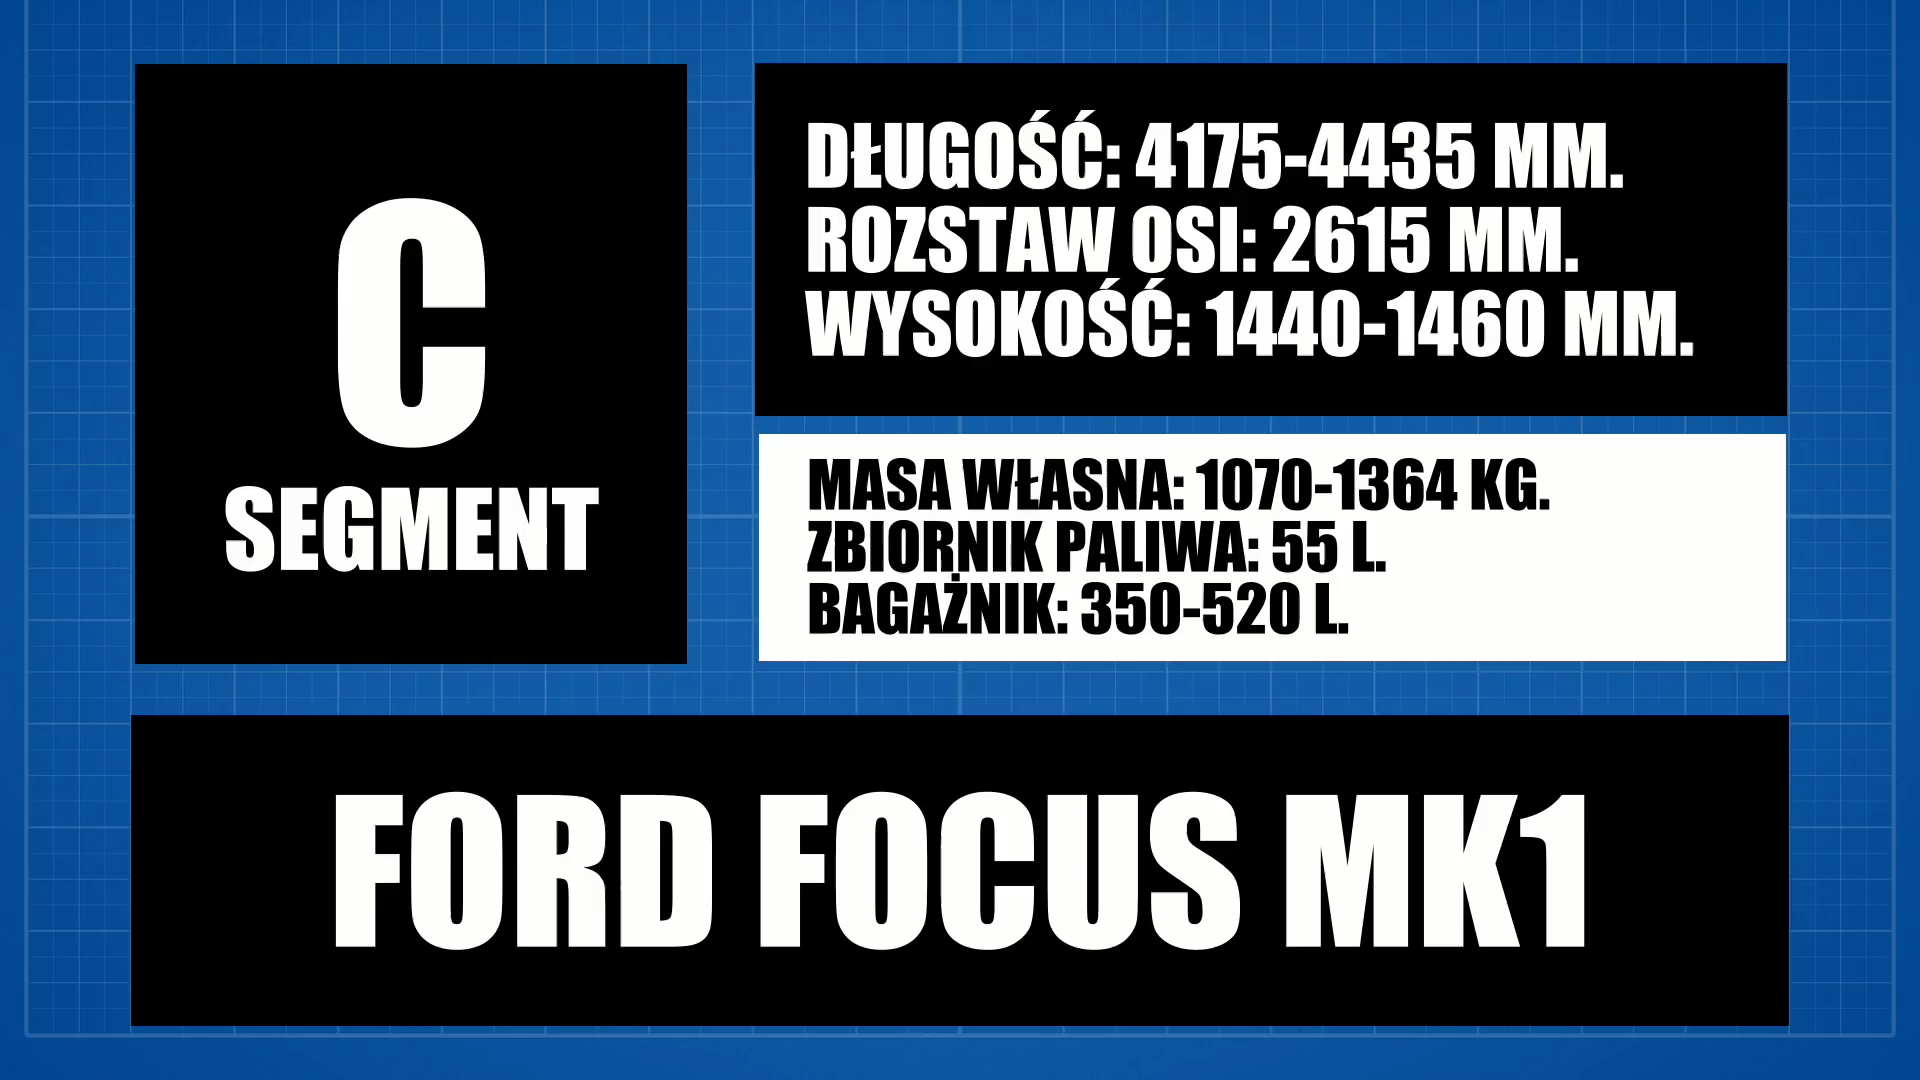 C
SEGMENT
DŁUGOŚĆ: 4175-4435 MM.
ROZSTAW OSI: 2615 MM.
WYSOKOŚĆ: 1440-1460 MM.
MASA WŁASNA: 1070-1364 KG.
ZBIORNIK PALIWA: 55 L.
BAGAŻNIK: 350-520 L.
FORD FOCUS MK1